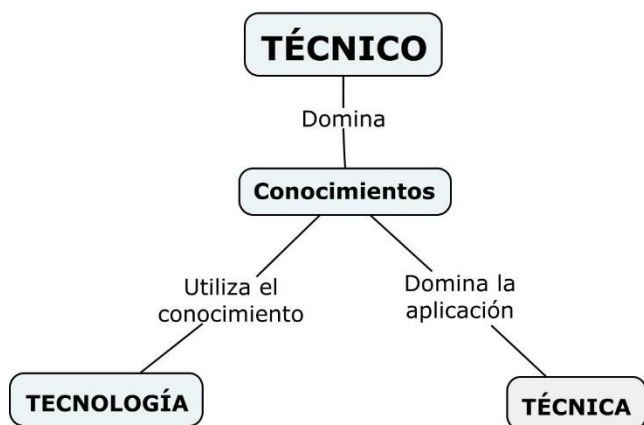 TÉCNICO
Domina
Conocimientos
Utiliza el
conocimiento
Domina la
aplicación
TECNOLOGÍA
TÉCNICA